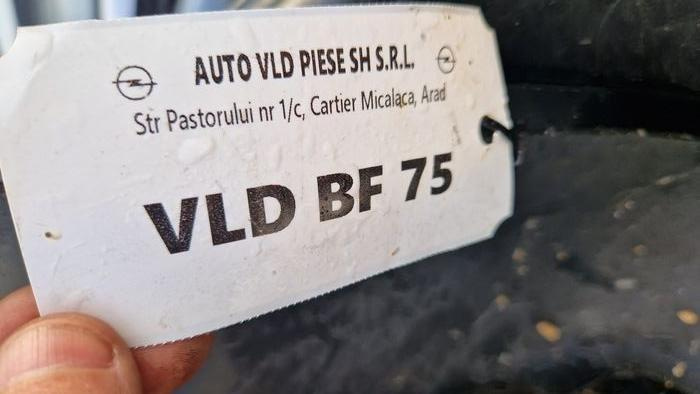 AUTO VLD PIESE SH S.R.L.
Str Pastorului nr 1/c, Cartier Micalaca, Arad
VLD BF 75